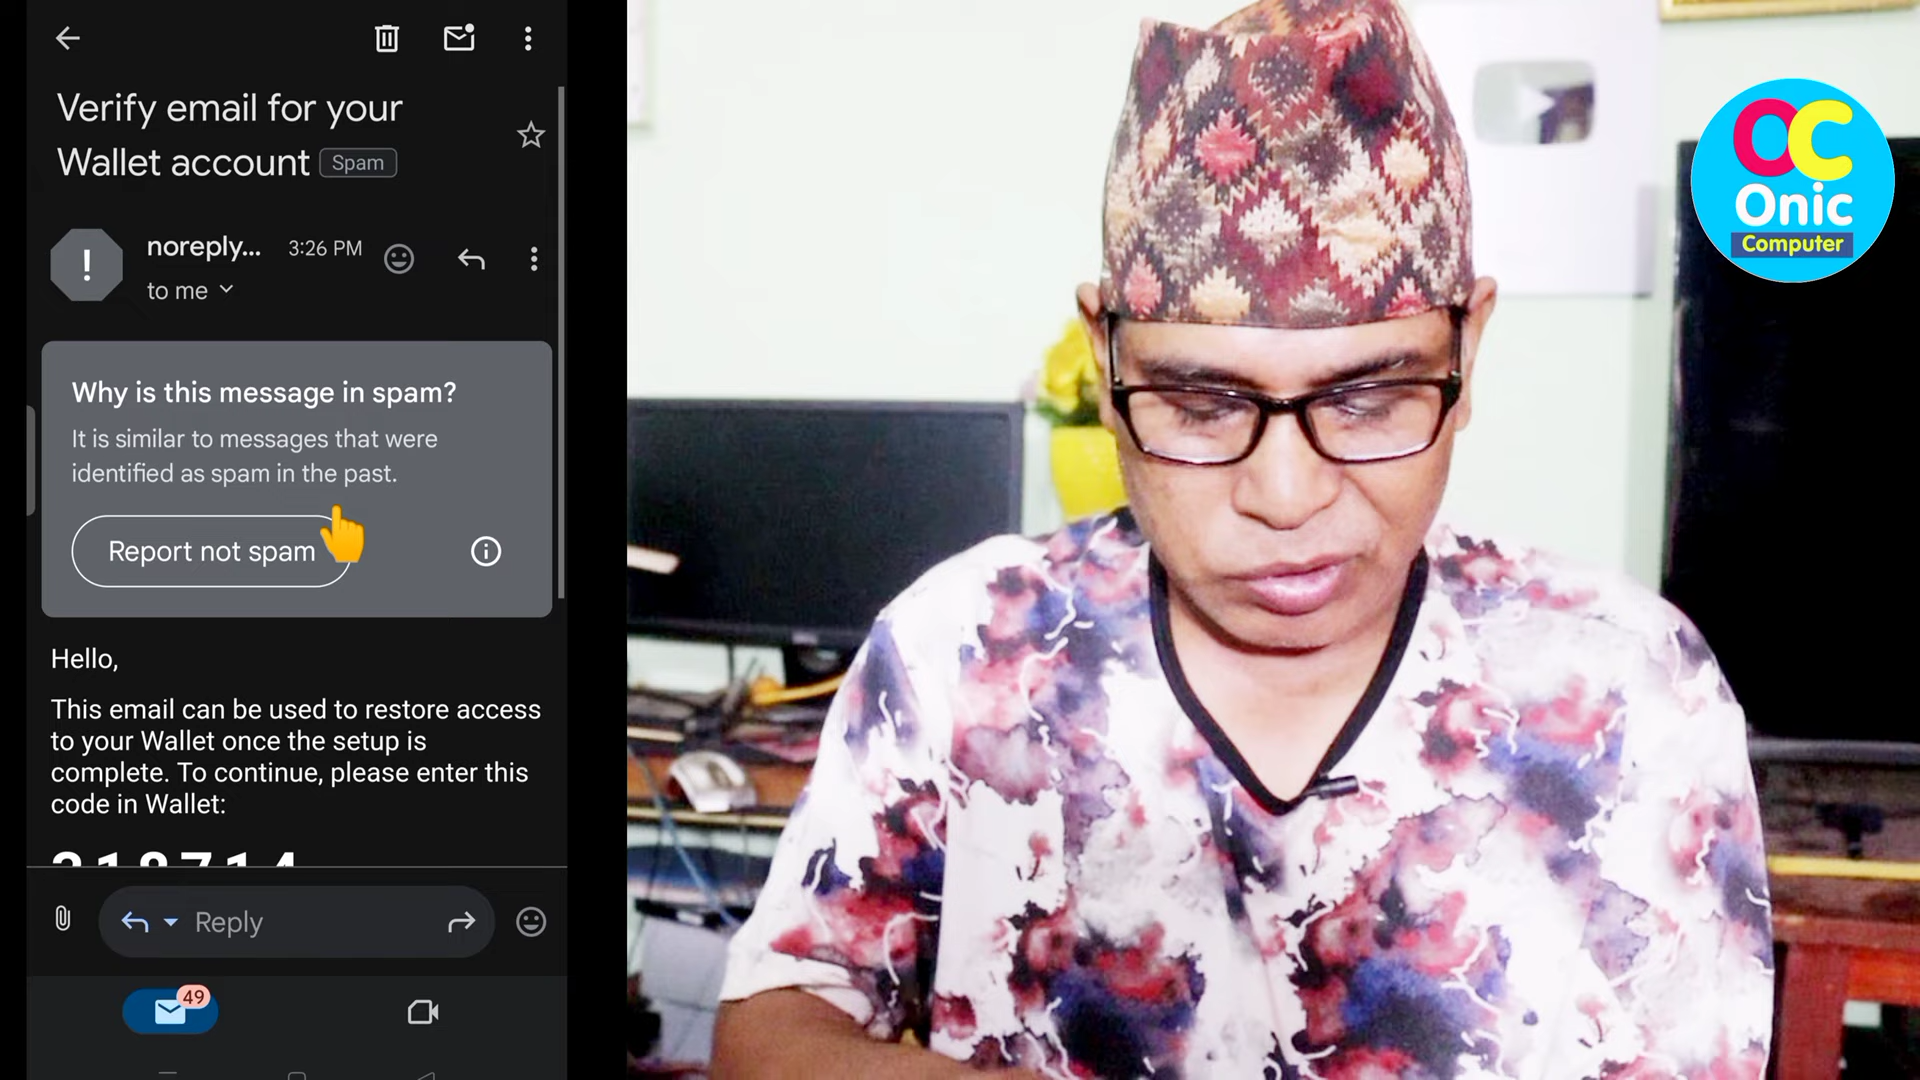 Verify email for your
Wallet account Spam
noreply... 3:26 PM
to me
Why is this message in spam?
It is similar to messages that were
identified as spam in the past.
Report not spam
Hello,
This email can be used to restore access
to your Wallet once the setup is
complete. To continue, please enter this
code in Wallet:
Reply
49
OC
Onic
Computer